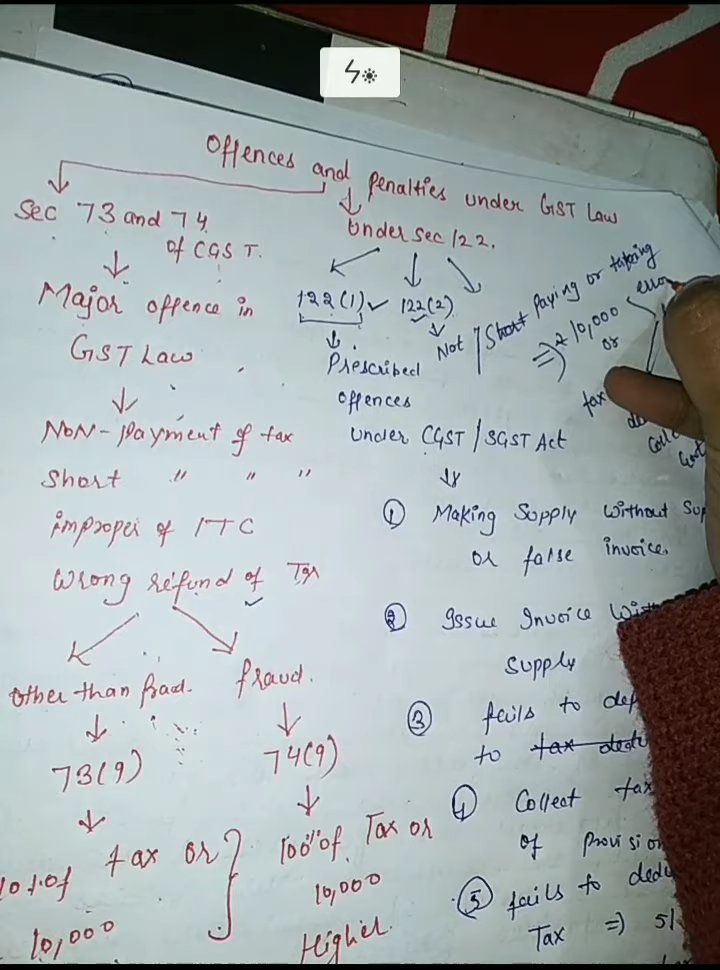 Offences and Penalties under GST Law
Sec 73 and 74
of CGST.
Major offence in
GST Law
Non-Payment of tax
Short " " "
improper of ITC
Wrong refund of Tax
Other than fraud.
fraud.
73(9)
74(9)
10% of tax or
10,000
100% of Tax or
10,000
Higher
Under sec 122.
122(1)
122(2)
Not / Short Paying or
error
⇒ ₹ 10,000
or
tax
Prescribed
offences
under CGST / SGST Act
① Making Supply Without
or false invoice.
② Issue Invoice
Supply
③ fails to
to tax
④ Collect tax
of
⑤ fails to
Tax ⇒